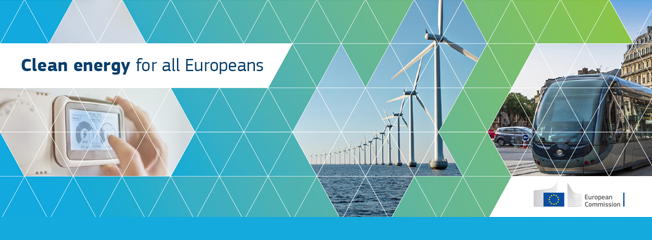 Clean energy for all Europeans
European
Commission